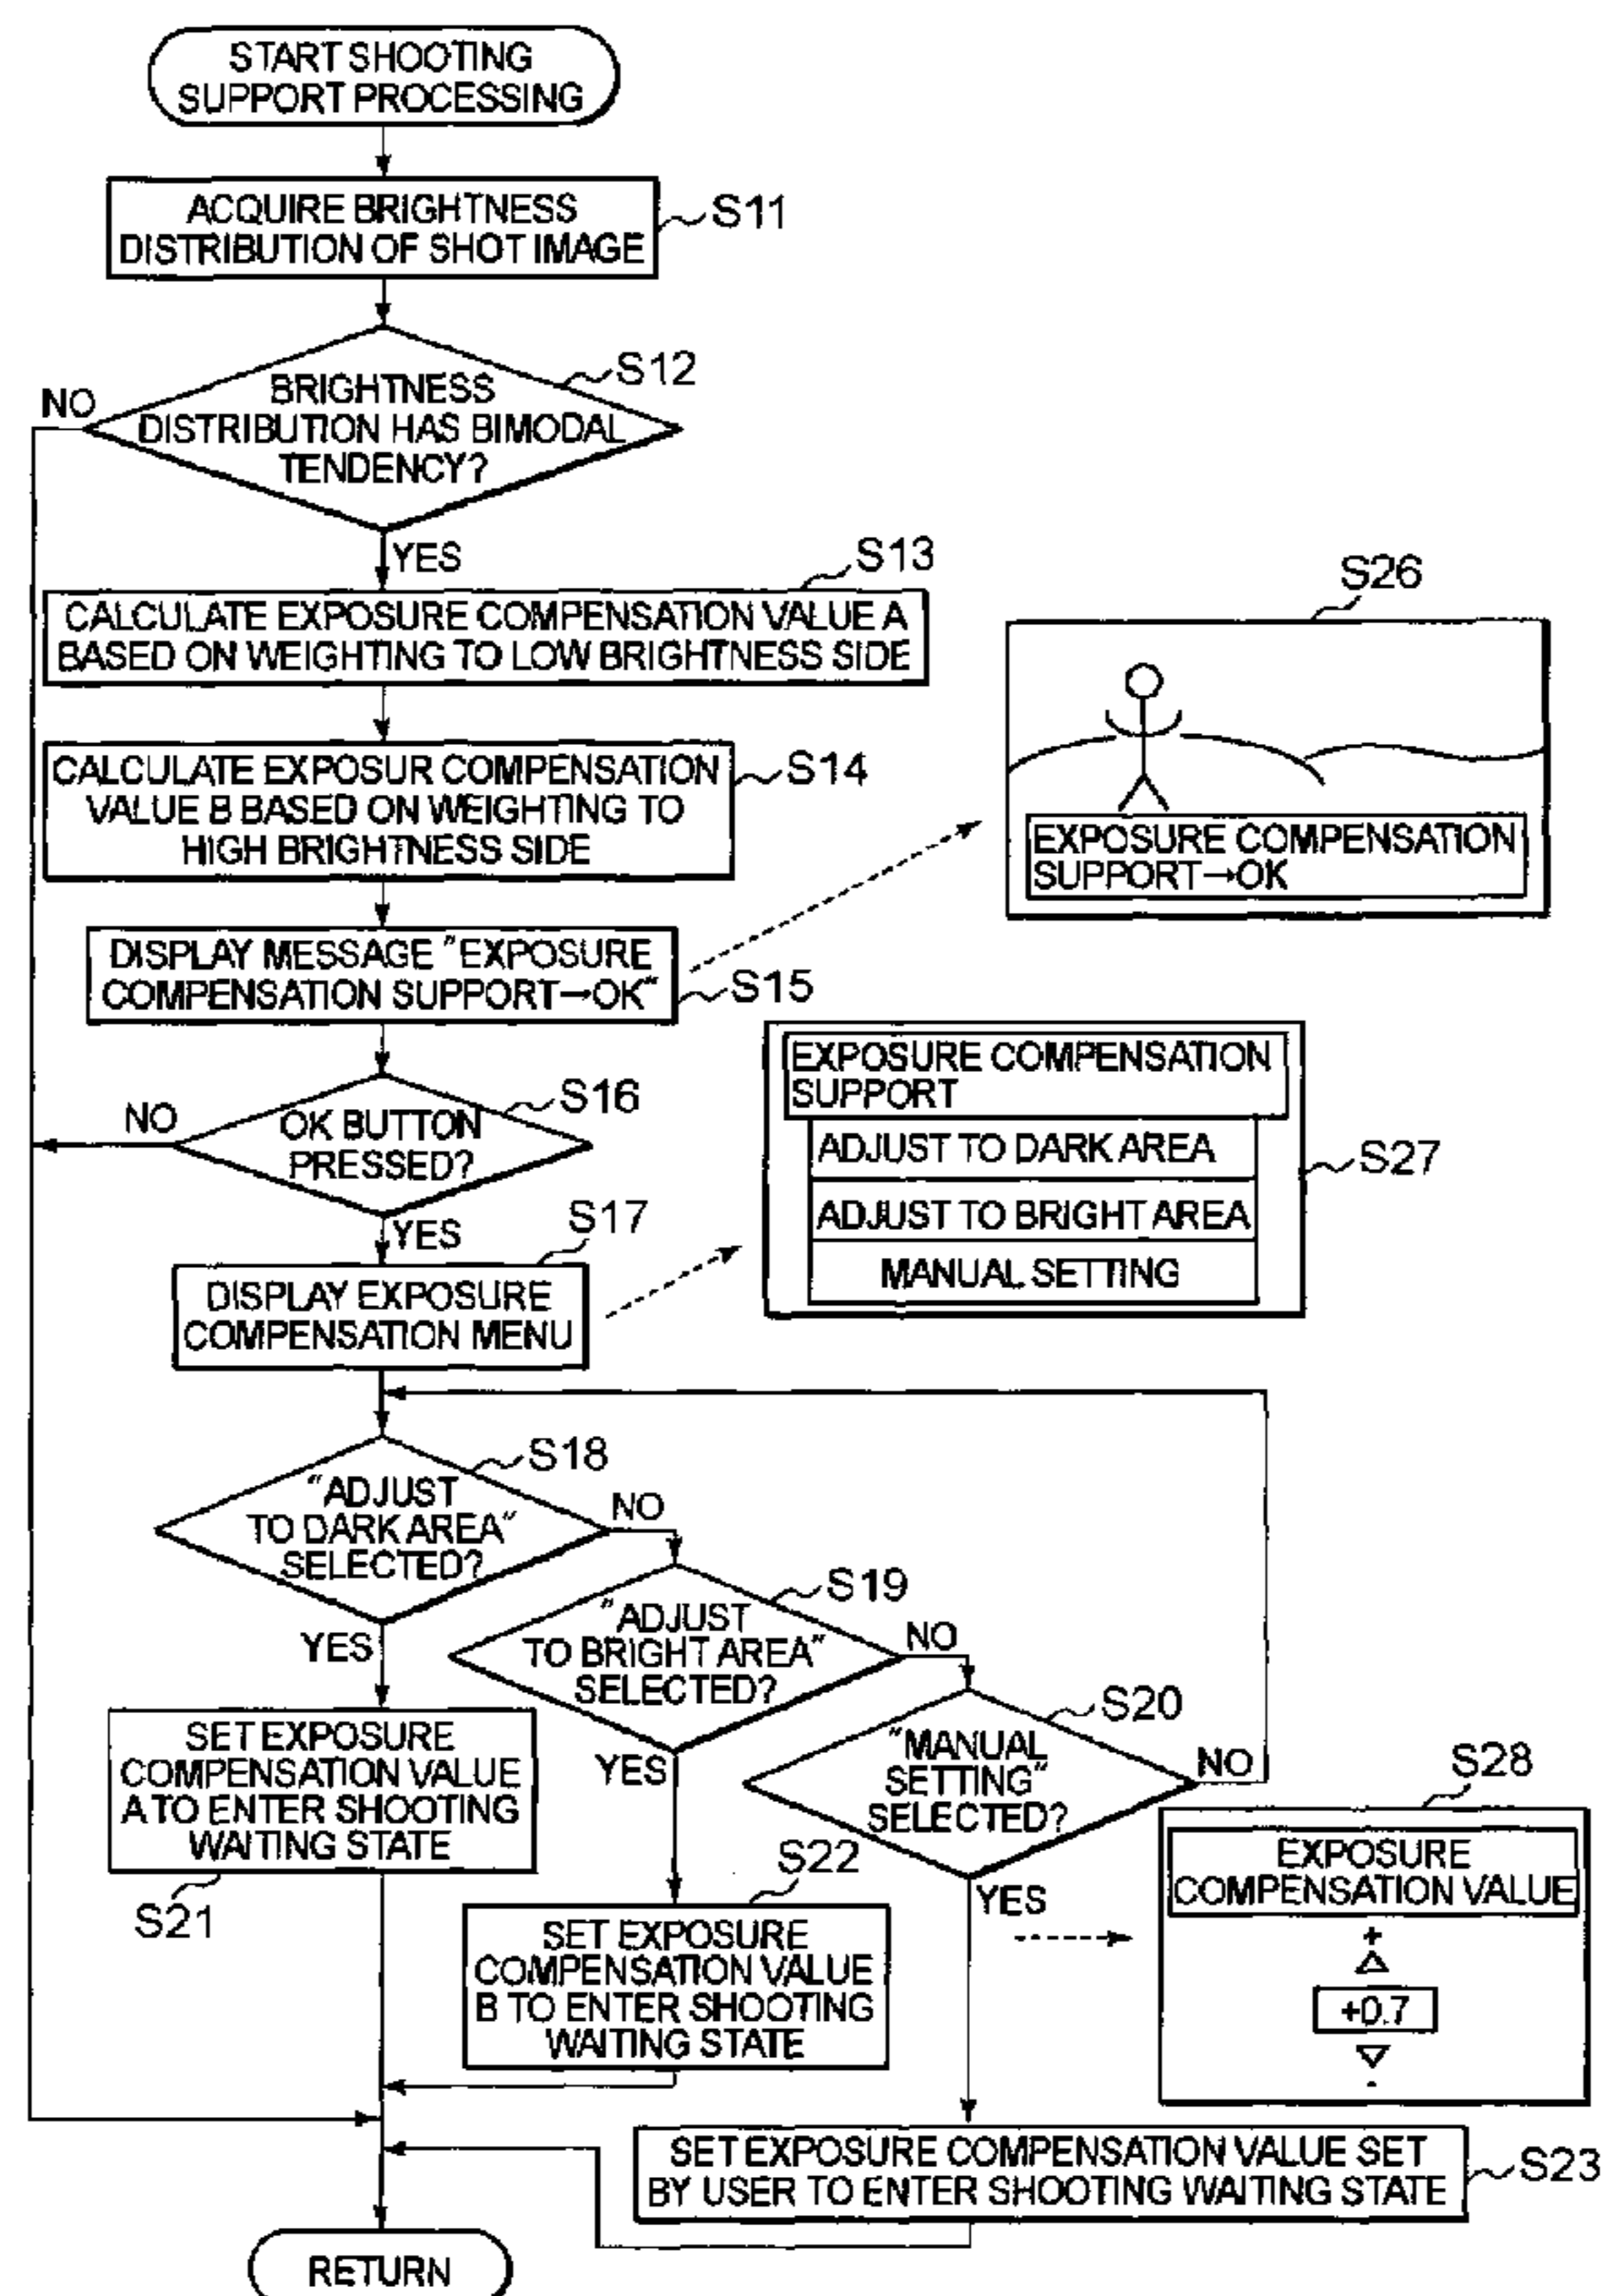 START SHOOTING
SUPPORT PROCESSING
ACQUIRE BRIGHTNESS
DISTRIBUTION OF SHOT IMAGE
S11
BRIGHTNESS
DISTRIBUTION HAS BIMODAL
TENDENCY?
S12
NO
YES
S13
CALCULATE EXPOSURE COMPENSATION VALUE A
BASED ON WEIGHTING TO LOW BRIGHTNESS SIDE
CALCULATE EXPOSUR COMPENSATION
VALUE B BASED ON WEIGHTING TO
HIGH BRIGHTNESS SIDE
S14
DISPLAY MESSAGE "EXPOSURE
COMPENSATION SUPPORT→OK"
S15
S26
EXPOSURE COMPENSATION
SUPPORT→OK
OK BUTTON
PRESSED?
S16
NO
YES
S17
DISPLAY EXPOSURE
COMPENSATION MENU
EXPOSURE COMPENSATION
SUPPORT
ADJUST TO DARK AREA
ADJUST TO BRIGHT AREA
MANUAL SETTING
S27
"ADJUST
TO DARK AREA"
SELECTED?
S18
NO
YES
"ADJUST
TO BRIGHT AREA"
SELECTED?
S19
NO
YES
"MANUAL
SETTING"
SELECTED?
S20
NO
YES
SET EXPOSURE
COMPENSATION VALUE
A TO ENTER SHOOTING
WAITING STATE
S21
S22
SET EXPOSURE
COMPENSATION VALUE
B TO ENTER SHOOTING
WAITING STATE
S28
EXPOSURE
COMPENSATION VALUE
+
+0.7
-
SET EXPOSURE COMPENSATION VALUE SET
BY USER TO ENTER SHOOTING WAITING STATE
S23
RETURN